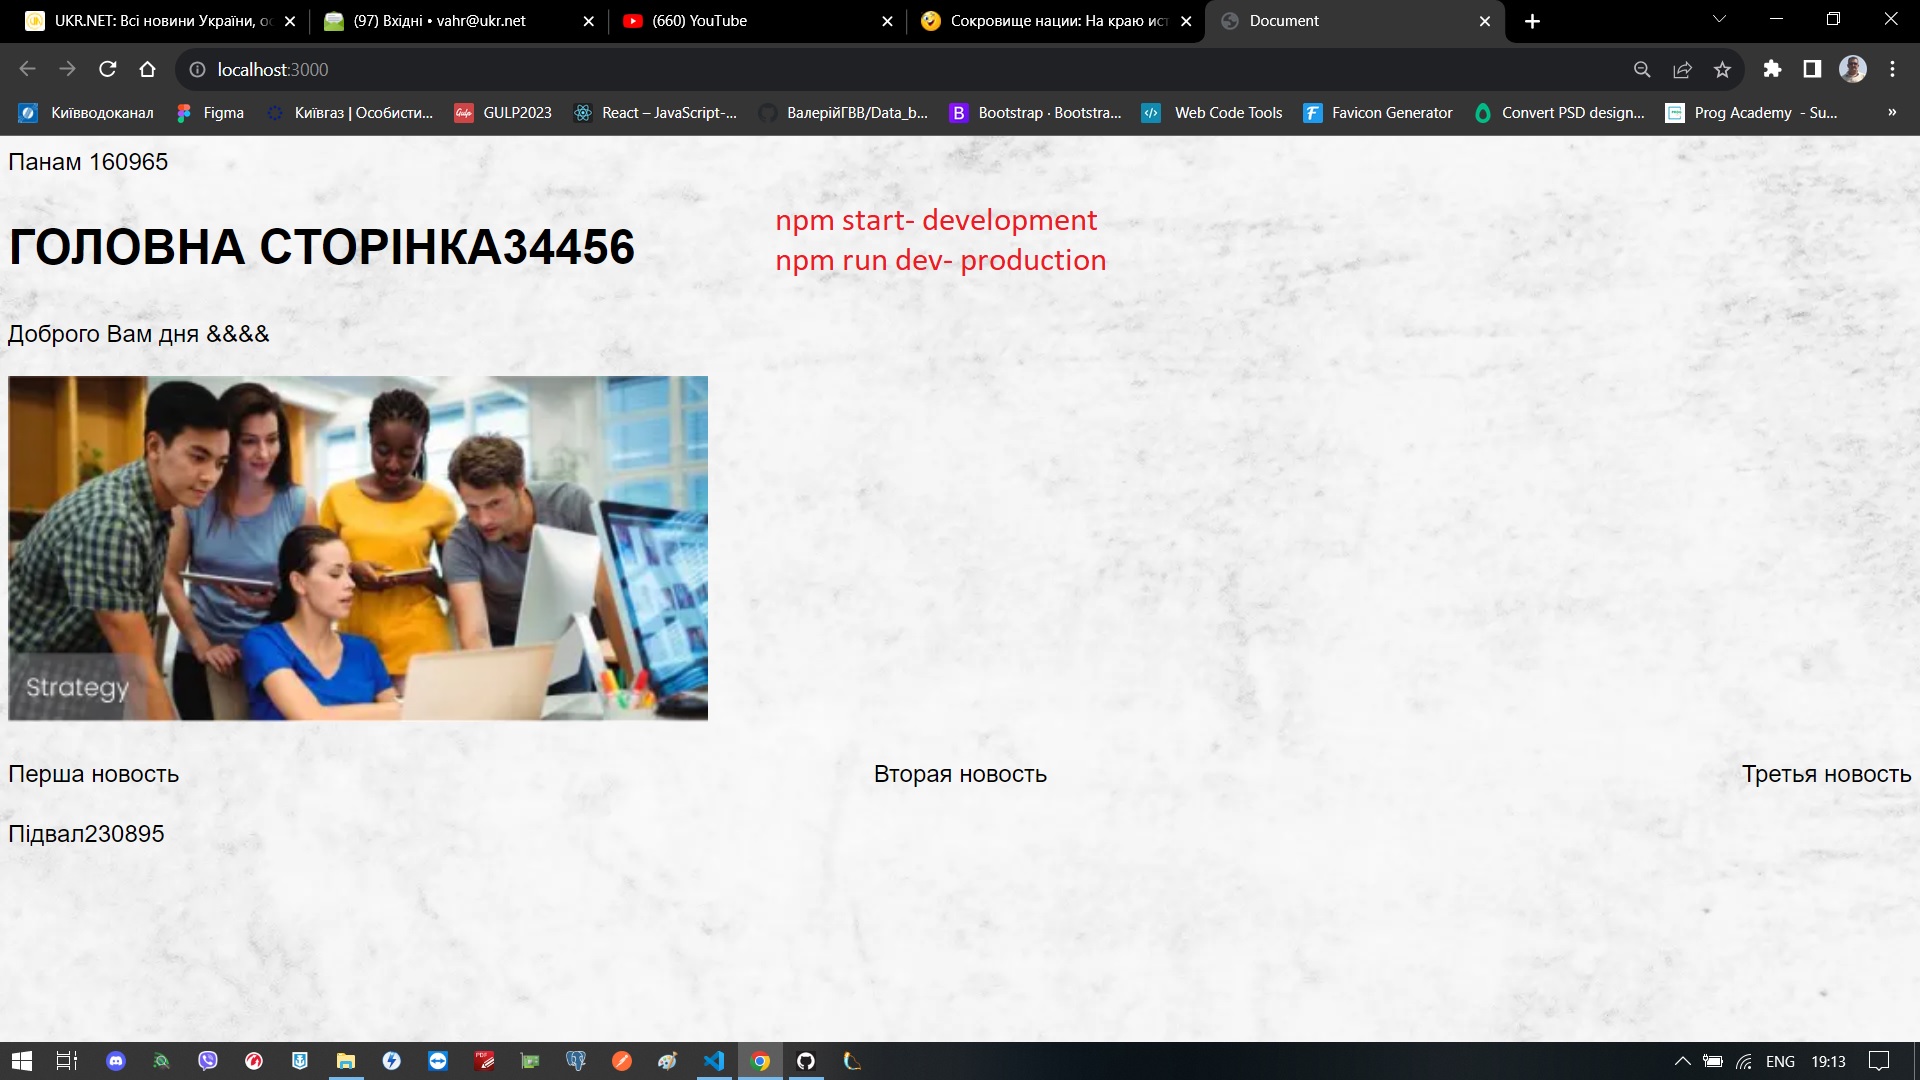 UKR.NET: Всі новини України, ос
(97) Вхідні • vahr@ukr.net
(660) YouTube
Сокровище нации: На краю ист
Document
localhost:3000
Київводоканал
Figma
Київгаз | Особисти...
GULP2023
React – JavaScript-...
ВалерійГВВ/Data_b...
Bootstrap · Bootstra...
Web Code Tools
Favicon Generator
Convert PSD design...
Prog Academy - Su...
»
Панам 160965
ГОЛОВНА СТОРІНКА34456
npm start- development
npm run dev- production
Доброго Вам дня &&&&
Strategy
Перша новость
Вторая новость
Третья новость
Підвал230895
ENG
19:13